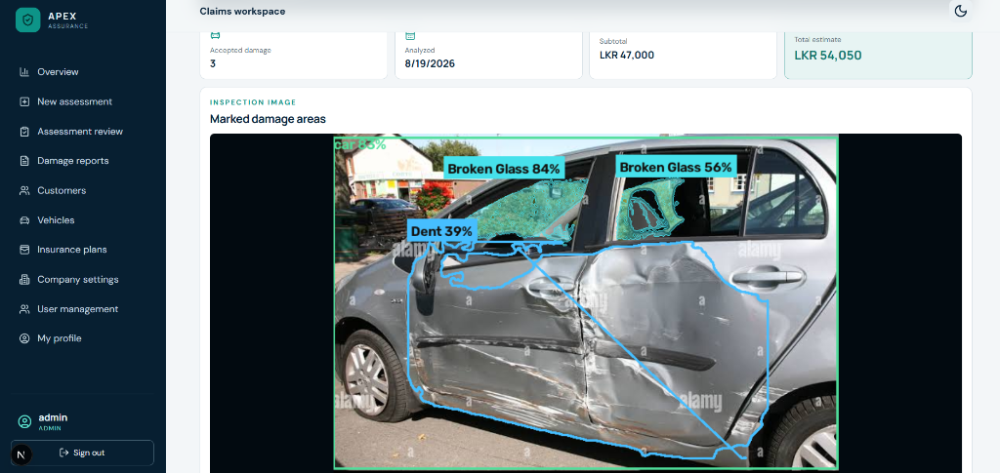 APEX
ASSURANCE
Overview
New assessment
Assessment review
Damage reports
Customers
Vehicles
Insurance plans
Company settings
User management
My profile
admin
ADMIN
N
Sign out
Claims workspace
Accepted damage
3
Analyzed
8/19/2026
Subtotal
LKR 47,000
Total estimate
LKR 54,050
INSPECTION IMAGE
Marked damage areas
car 83%
Broken Glass 84%
Broken Glass 56%
Dent 39%
alamy
alamy
alamy
alamy
a
a
a
a
a
a
a
a